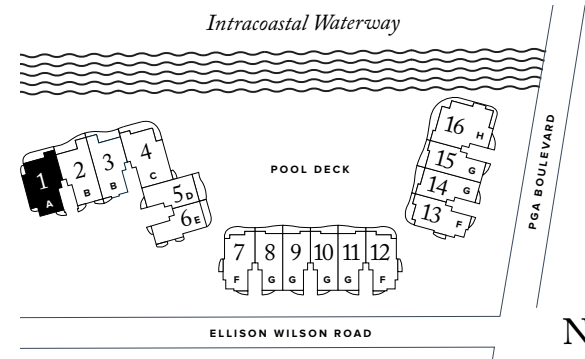 Intracoastal Waterway
1 A
2 B
3 B
4 C
5 D
6 E
POOL DECK
16 H
15 G
14 G
13 F
PGA BOULEVARD
7 F
8 G
9 G
10 G
11 G
12 F
ELLISON WILSON ROAD
N